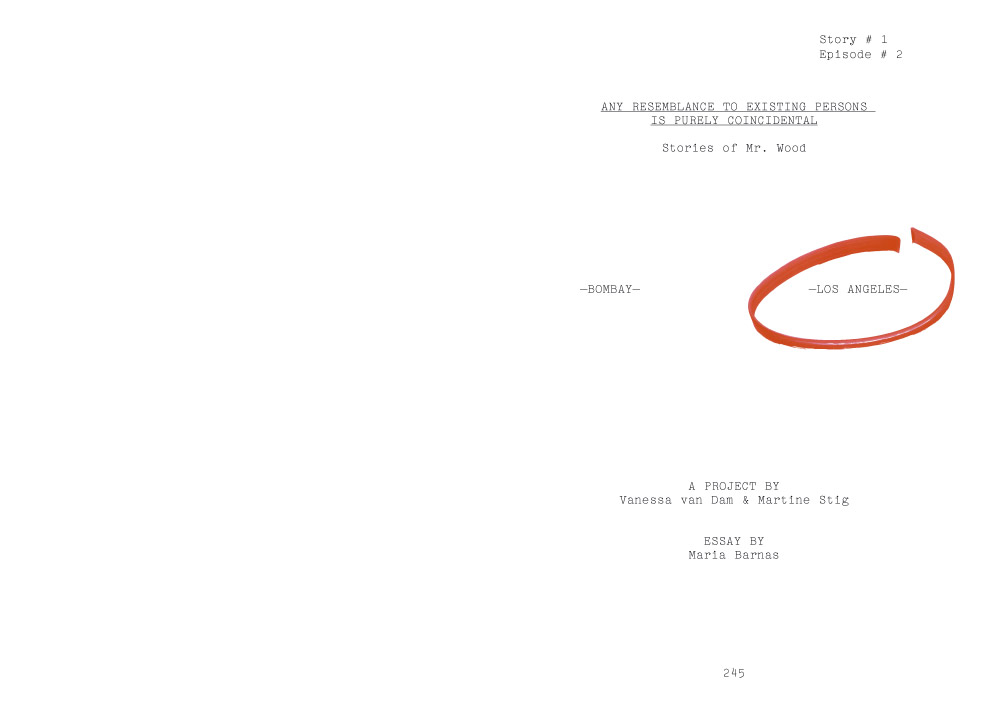 Story # 1
Episode # 2
ANY RESEMBLANCE TO EXISTING PERSONS
IS PURELY COINCIDENTAL
Stories of Mr. Wood
—BOMBAY— —LOS ANGELES—
A PROJECT BY
Vanessa van Dam & Martine Stig
ESSAY BY
Maria Barnas
245